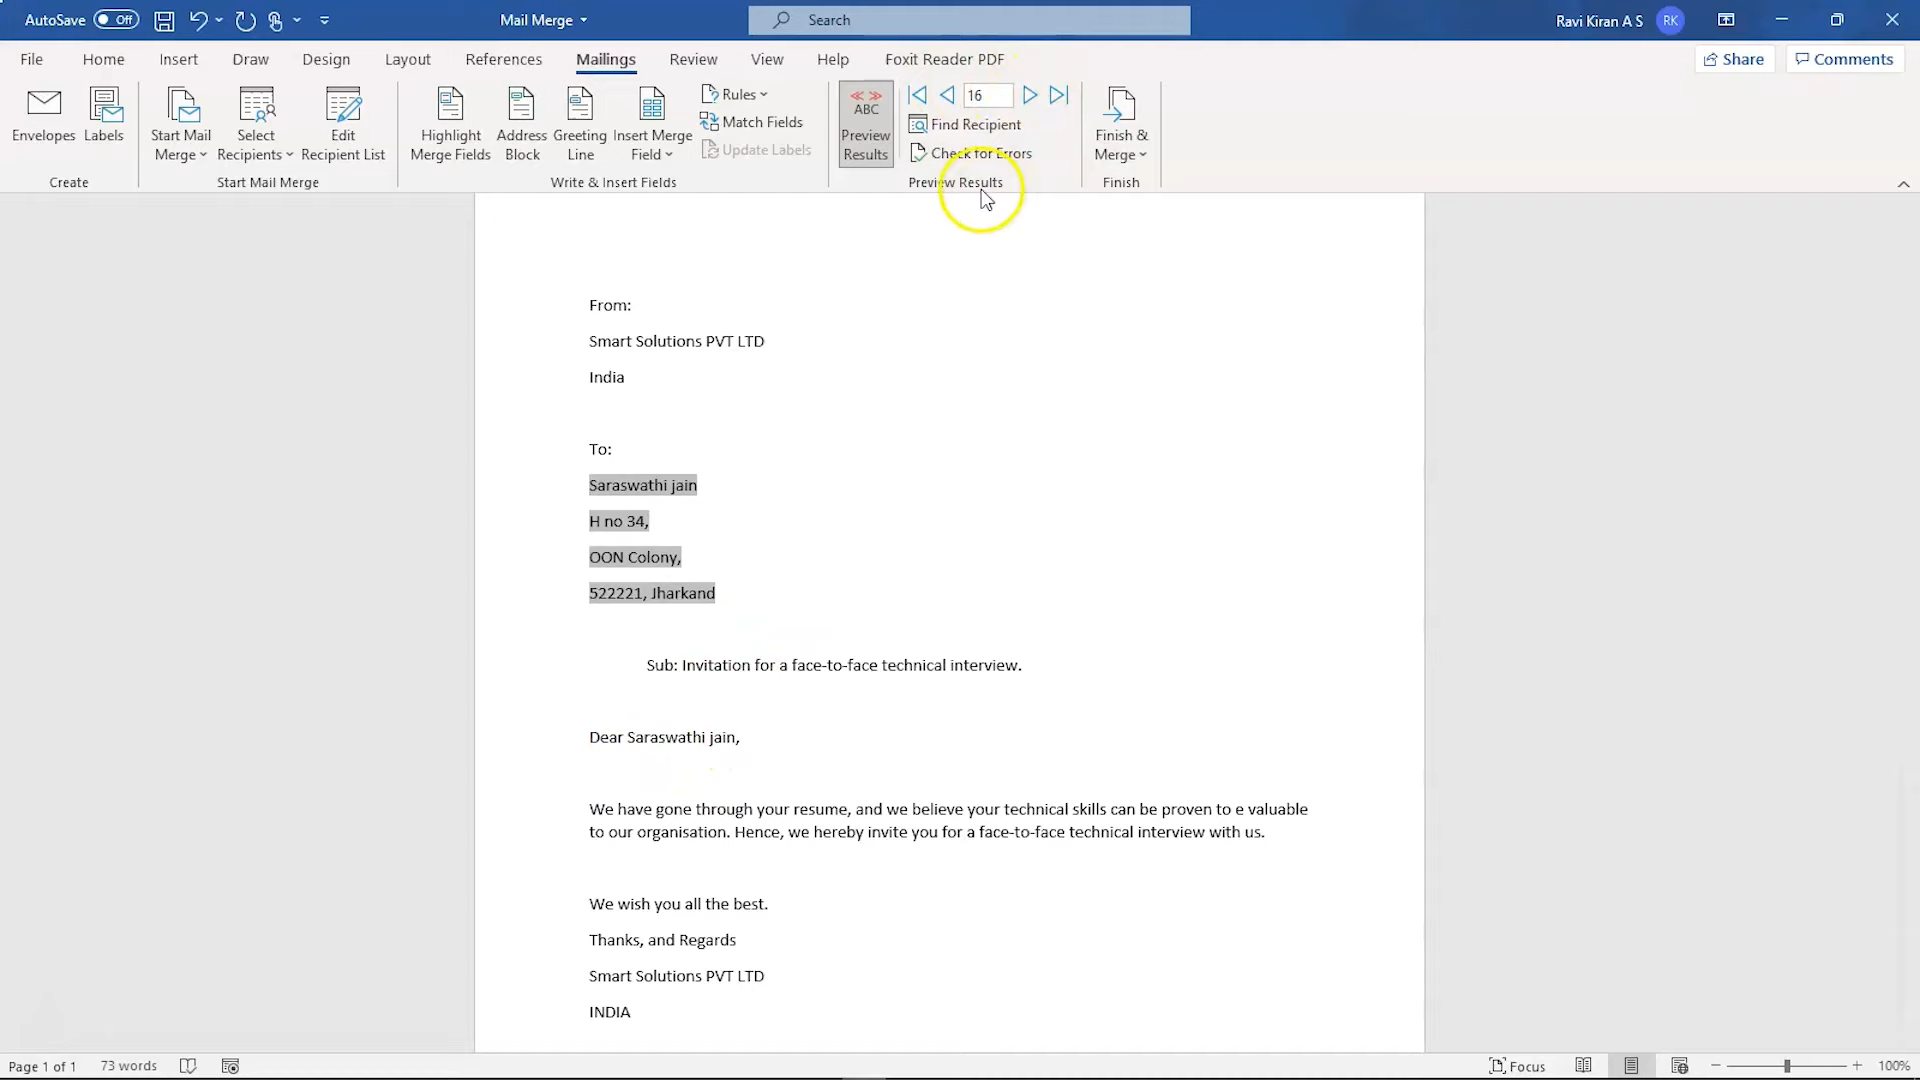 AutoSave Off Mail Merge Search Ravi Kiran A S RK
File Home Insert Draw Design Layout References Mailings Review View Help Foxit Reader PDF Share Comments
Envelopes
Labels
Start Mail
Merge
Select
Recipients
Edit
Recipient List
Highlight
Merge Fields
Address
Block
Greeting
Line
Insert Merge
Field
Rules
Match Fields
Update Labels
ABC
Preview
Results
16
Find Recipient
Check for Errors
Finish &
Merge
Create Start Mail Merge Write & Insert Fields Preview Results Finish
From:
Smart Solutions PVT LTD
India
To:
Saraswathi jain
H no 34,
OON Colony,
522221, Jharkand
Sub: Invitation for a face-to-face technical interview.
Dear Saraswathi jain,
We have gone through your resume, and we believe your technical skills can be proven to e valuable
to our organisation. Hence, we hereby invite you for a face-to-face technical interview with us.
We wish you all the best.
Thanks, and Regards
Smart Solutions PVT LTD
INDIA
Page 1 of 1 73 words Focus 100%